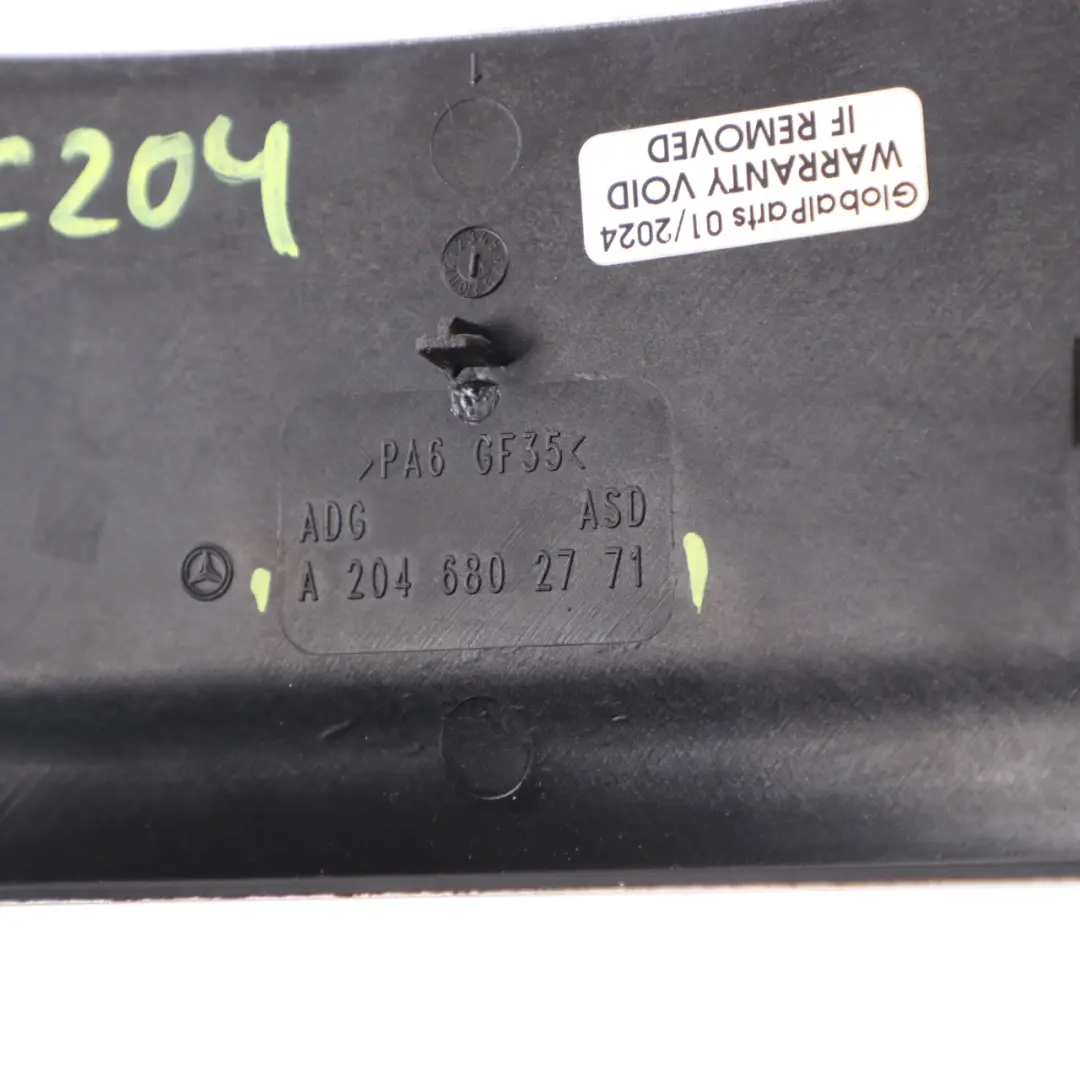 C204
GlobalParts 01/2024
WARRANTY VOID
IF REMOVED
>PA6 GF35<
ADG ASD
A 204 680 27 71